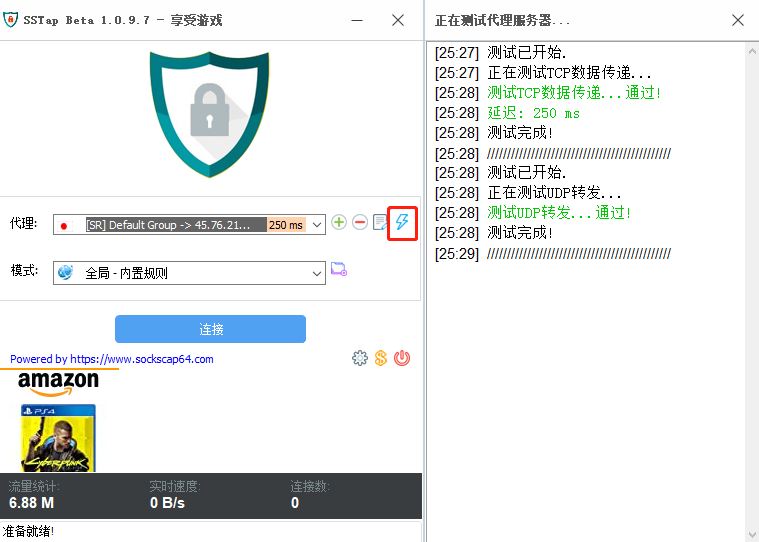 SSTap Beta 1.0.9.7 - 享受游戏
代理:
[SR] Default Group -> 45.76.21... 250 ms
模式:
全局 - 内置规则
连接
Powered by https://www.sockscap64.com
amazon
PS4
CYBERPUNK
流量统计: 实时速度: 连接数:
6.88 M 0 B/s 0
准备就绪!
正在测试代理服务器...
[25:27] 测试已开始.
[25:27] 正在测试TCP数据传递...
[25:28] 测试TCP数据传递...通过!
[25:28] 延迟: 250 ms
[25:28] 测试完成!
[25:28] //////////////////////////////////////////////
[25:28] 测试已开始.
[25:28] 正在测试UDP转发...
[25:28] 测试UDP转发...通过!
[25:28] 测试完成!
[25:29] //////////////////////////////////////////////